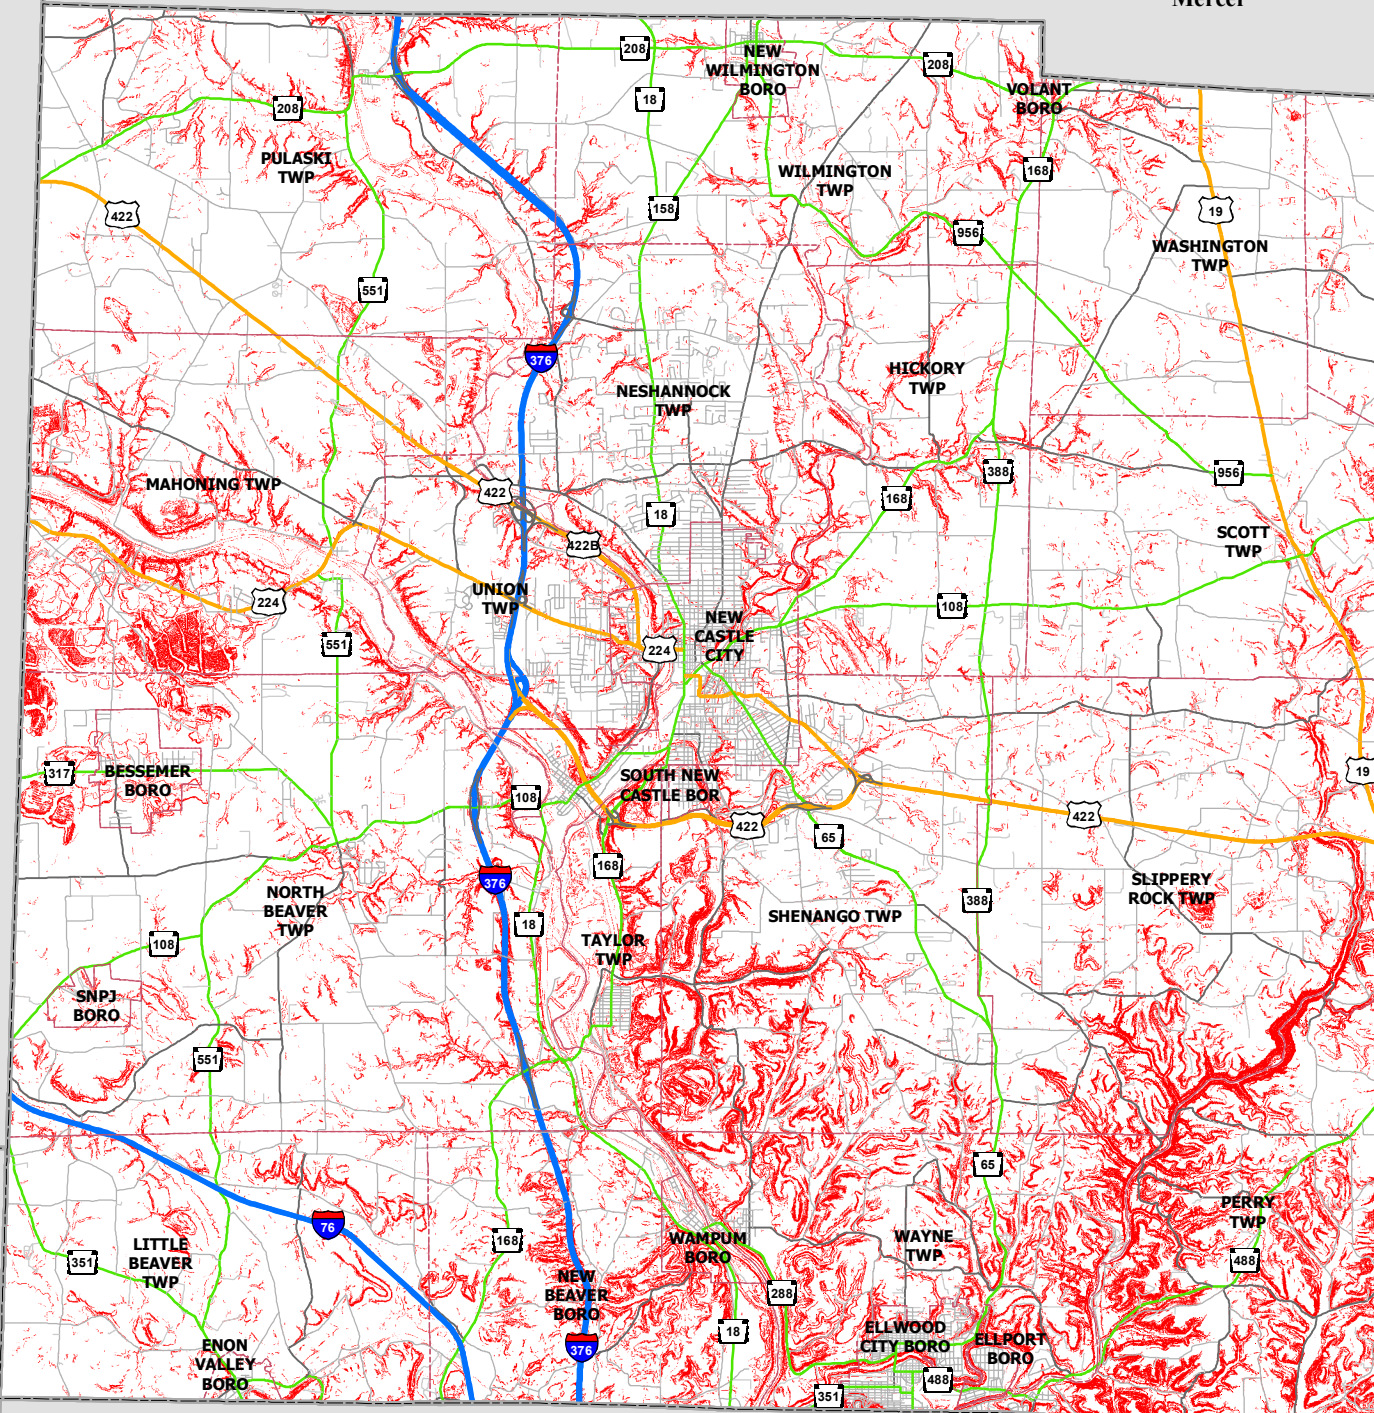 Mercer
208
NEW
WILMINGTON
BORO
208
18
VOLANT
BORO
208
PULASKI
TWP
WILMINGTON
TWP
168
422
158
19
956
WASHINGTON
TWP
551
376
HICKORY
TWP
NESHANNOCK
TWP
MAHONING TWP
422
388
956
168
18
SCOTT
TWP
422B
UNION
TWP
224
108
NEW
CASTLE
CITY
551
224
317
BESSEMER
BORO
SOUTH NEW
CASTLE BOR
19
108
422
422
65
168
376
NORTH
BEAVER
TWP
SLIPPERY
ROCK TWP
388
SHENANGO TWP
18
108
TAYLOR
TWP
SNPJ
BORO
551
65
76
PERRY
TWP
LITTLE
BEAVER
TWP
351
168
WAMPUM
BORO
WAYNE
TWP
488
NEW
BEAVER
BORO
288
18
ELLWOOD
CITY BORO
ELLPORT
BORO
ENON
VALLEY
BORO
376
488
351